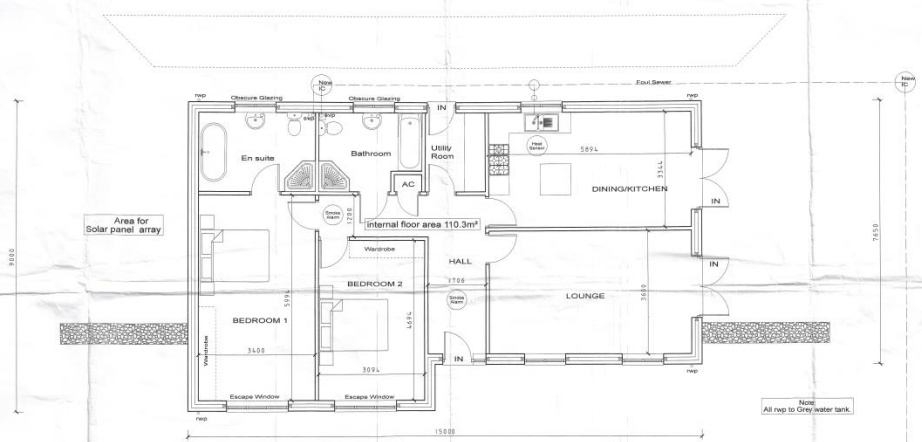 Foul Sewer
New
IC
New
IC
rwp
Obscure Glazing
Obscure Glazing
IN
rwp
svp
svp
En suite
Bathroom
Utility
Room
Heat
Sensor
5894
3344
DINING/KITCHEN
AC
IN
Area for
Solar panel array
Smoke
Alarm
1200
internal floor area 110.3m²
9000
7650
Wardrobe
HALL
IN
BEDROOM 2
1706
LOUNGE
3600
Smoke
Alarm
5994
4694
BEDROOM 1
Wardrobe
3400
3094
IN
rwp
Escape Window
Escape Window
Note
All rwp to Grey water tank.
rwp
15000